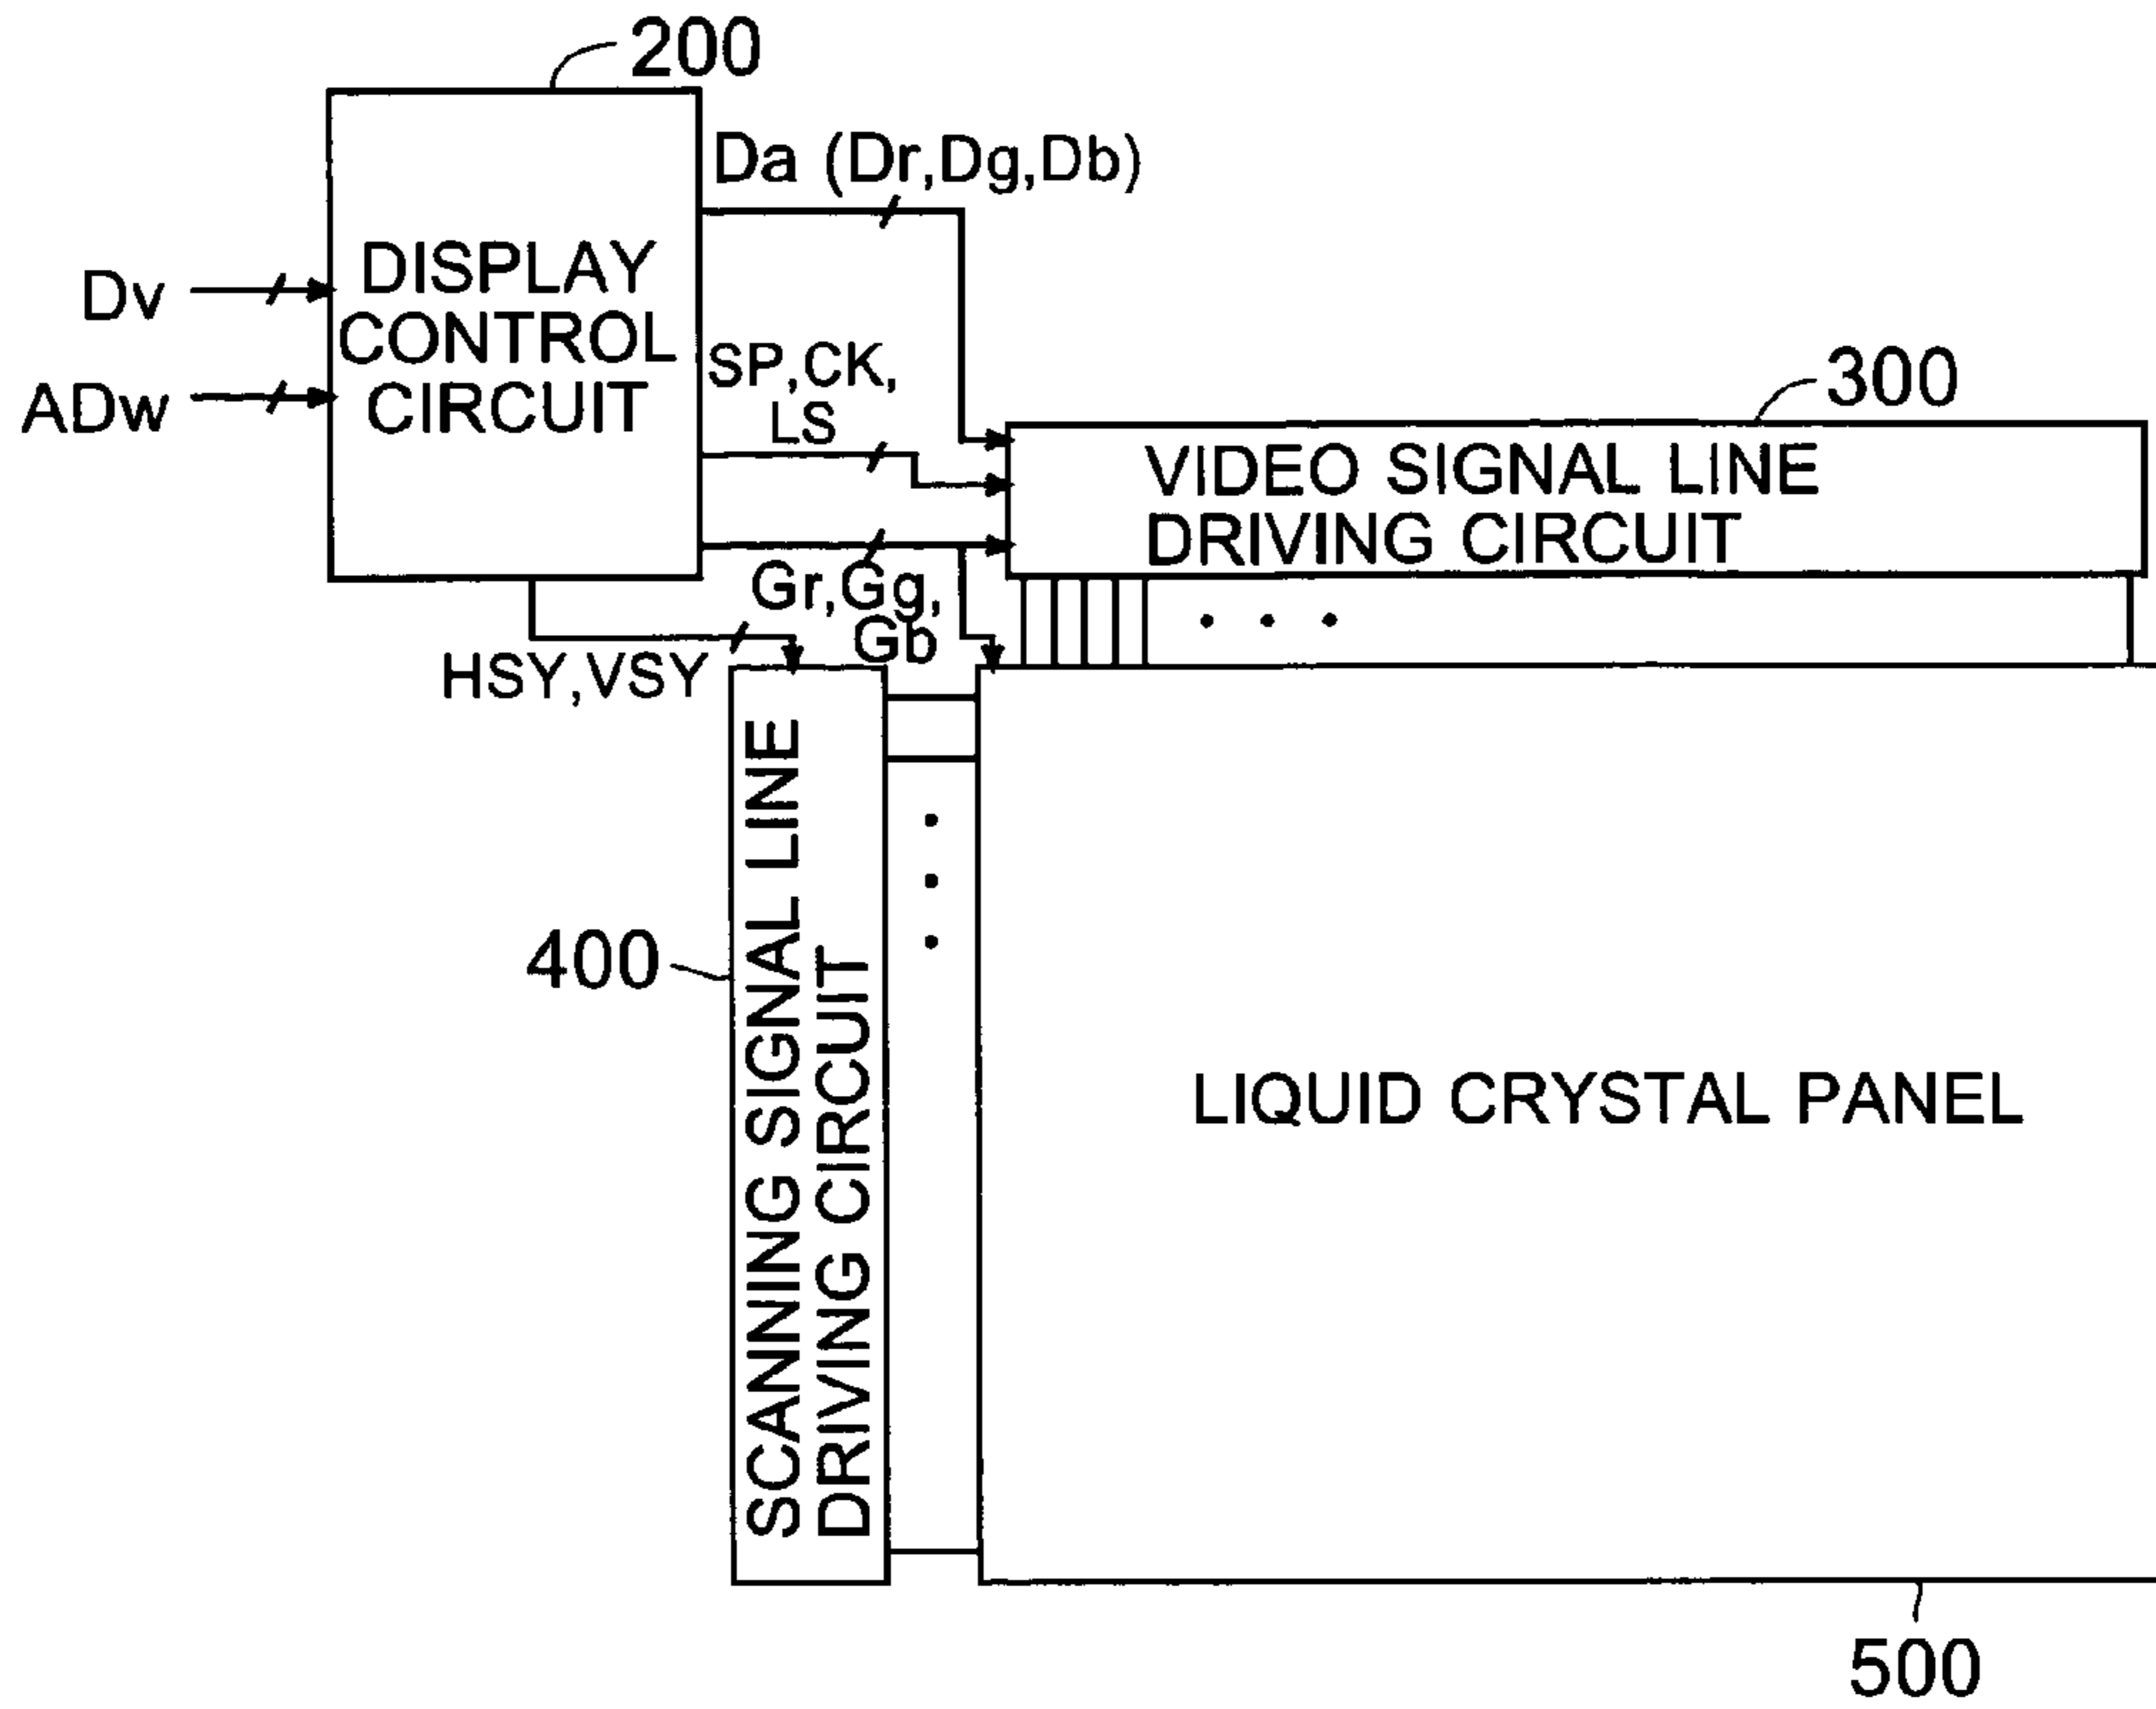 200
Da (Dr,Dg,Db)
Dv
ADw
DISPLAY
CONTROL
CIRCUIT
SP,CK,
LS
300
VIDEO SIGNAL LINE
DRIVING CIRCUIT
Gr,Gg,
Gb
HSY,VSY
400
SCANNING SIGNAL LINE
DRIVING CIRCUIT
LIQUID CRYSTAL PANEL
500